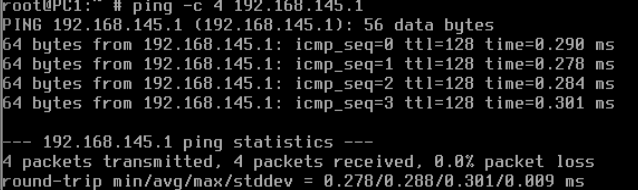 root@PC1:~ # ping -c 4 192.168.145.1
PING 192.168.145.1 (192.168.145.1): 56 data bytes
64 bytes from 192.168.145.1: icmp_seq=0 ttl=128 time=0.290 ms
64 bytes from 192.168.145.1: icmp_seq=1 ttl=128 time=0.278 ms
64 bytes from 192.168.145.1: icmp_seq=2 ttl=128 time=0.284 ms
64 bytes from 192.168.145.1: icmp_seq=3 ttl=128 time=0.301 ms
--- 192.168.145.1 ping statistics ---
4 packets transmitted, 4 packets received, 0.0% packet loss
round-trip min/avg/max/stddev = 0.278/0.288/0.301/0.009 ms